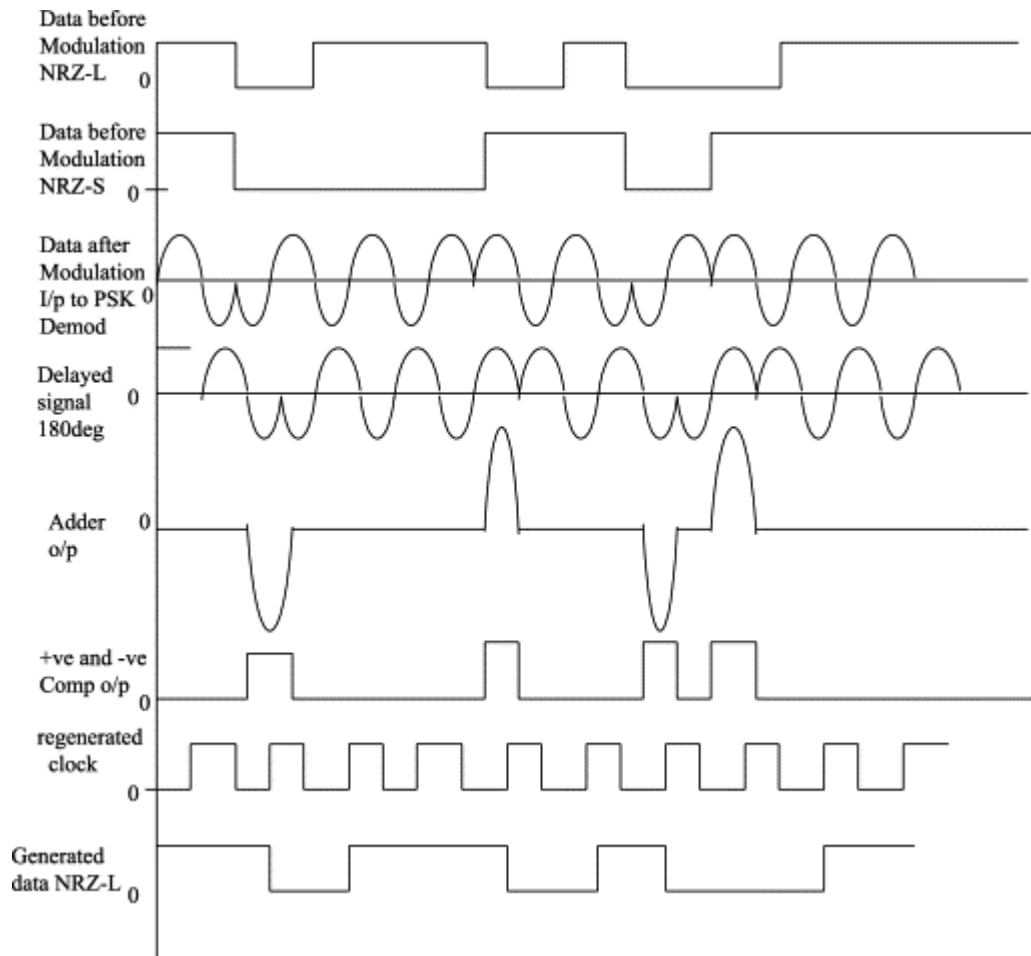 Data before
Modulation
NRZ-L
0
Data before
Modulation
NRZ-S
0
Data after
Modulation
I/p to PSK
Demod
0
Delayed
signal
180deg
0
Adder
o/p
0
+ve and -ve
Comp o/p
0
regenerated
clock
0
Generated
data NRZ-L
0